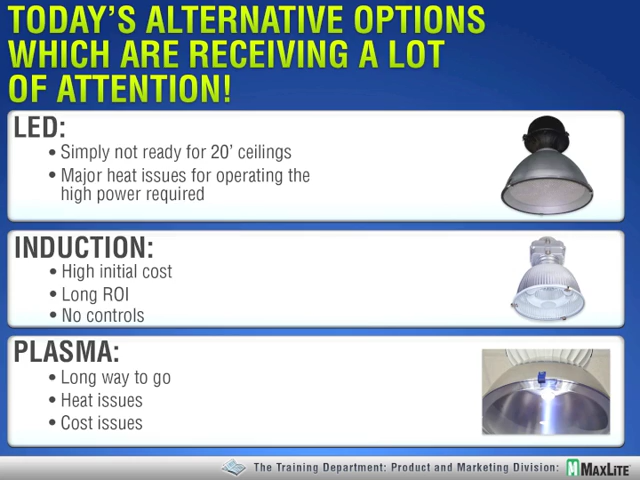 TODAY'S ALTERNATIVE OPTIONS
WHICH ARE RECEIVING A LOT
OF ATTENTION!
LED:
• Simply not ready for 20' ceilings
• Major heat issues for operating the
high power required
INDUCTION:
• High initial cost
• Long ROI
• No controls
PLASMA:
• Long way to go
• Heat issues
• Cost issues
The Training Department: Product and Marketing Division: MAXLITE